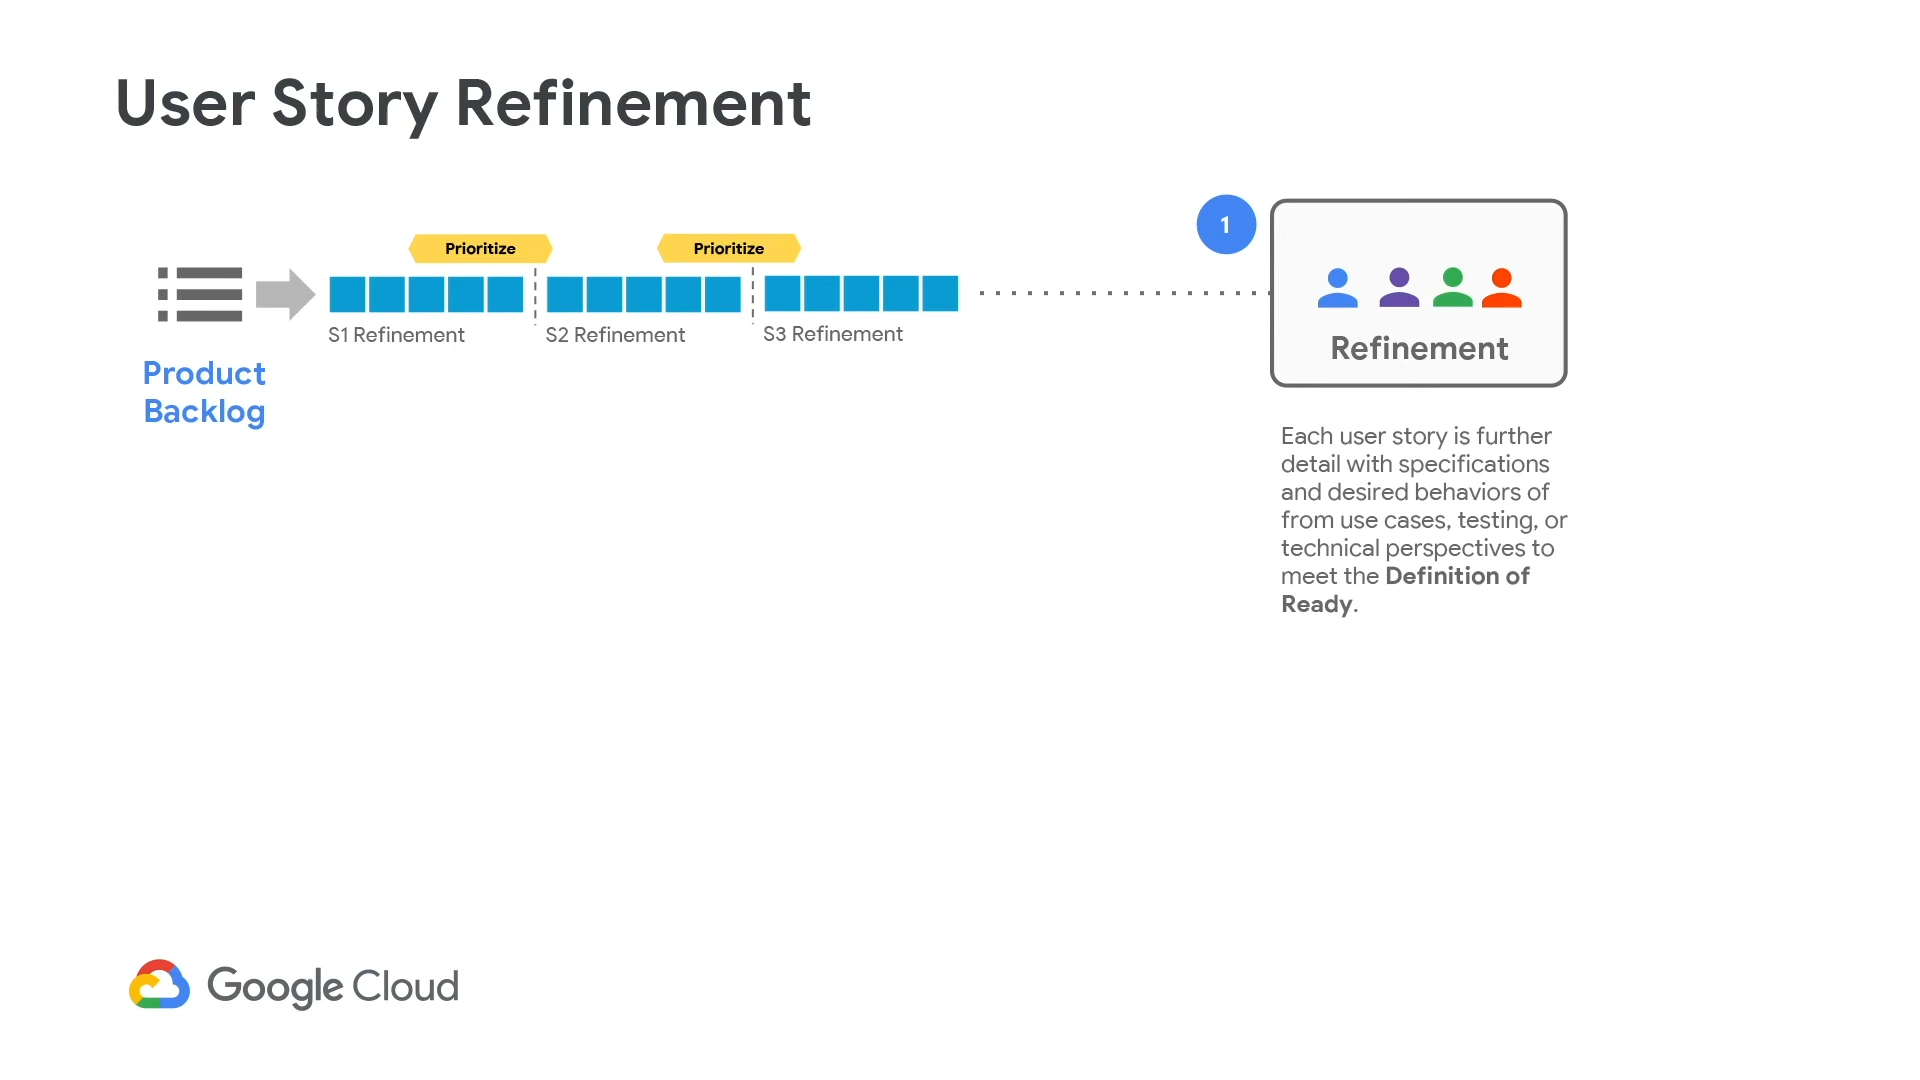 User Story Refinement
Prioritize
Prioritize
S1 Refinement
S2 Refinement
S3 Refinement
Product
Backlog
1
Refinement
Each user story is further
detail with specifications
and desired behaviors of
from use cases, testing, or
technical perspectives to
meet the Definition of
Ready.
Google Cloud